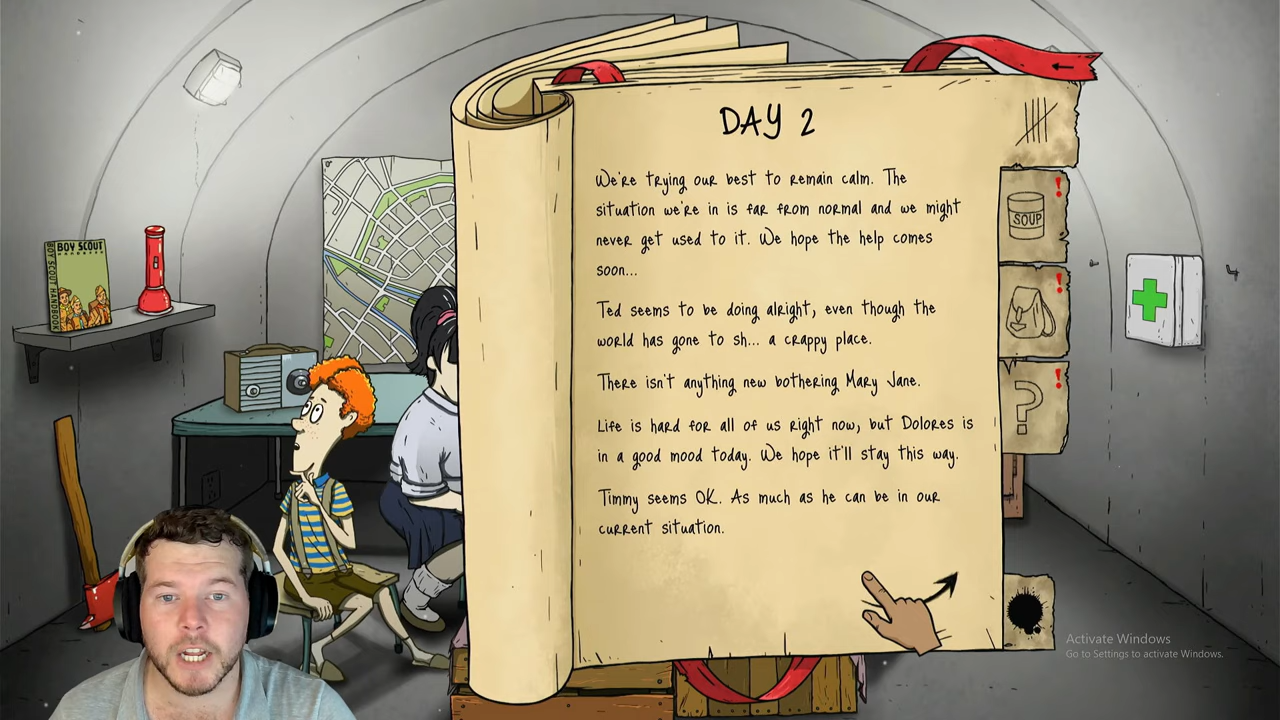 DAY 2
We're trying our best to remain calm. The
situation we're in is far from normal and we might
never get used to it. We hope the help comes
soon...
Ted seems to be doing alright, even though the
world has gone to sh... a crappy place.
There isn't anything new bothering Mary Jane.
Life is hard for all of us right now, but Dolores is
in a good mood today. We hope it'll stay this way.
Timmy seems OK. As much as he can be in our
current situation.
!
SOUP
!
!
?
BOY SCOUT
BOY SCOUT HANDBOOK
Activate Windows
Go to Settings to activate Windows.